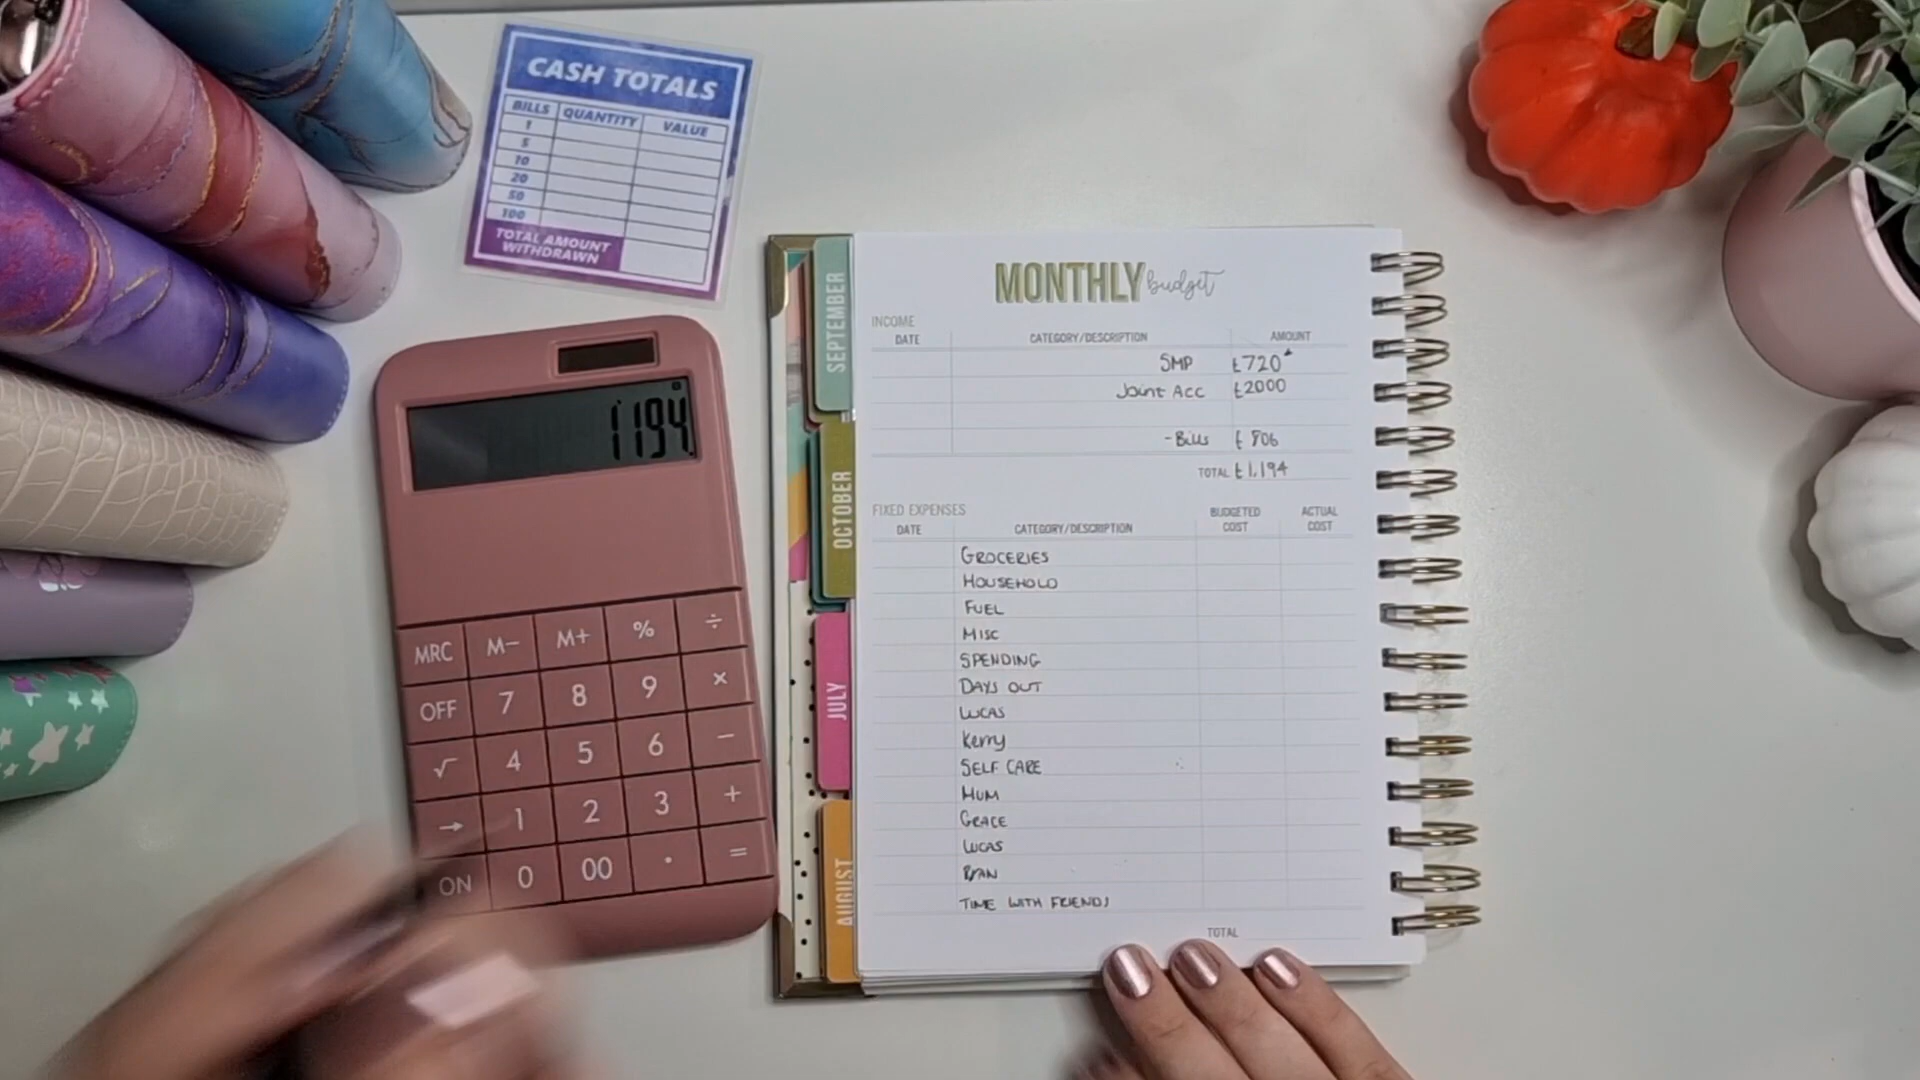 CASH TOTALS
BILLS QUANTITY VALUE
1
5
10
20
50
100
TOTAL AMOUNT
WITHDRAWN
1194.
MRC M− M+ % ÷
OFF 7 8 9 ×
√ 4 5 6 −
→ 1 2 3 +
ON 0 00 . =
SEPTEMBER
OCTOBER
JULY
AUGUST
MONTHLY budget
INCOME
DATE CATEGORY/DESCRIPTION AMOUNT
SMP £720*
Joint Acc £2000
- Bills £ 806
TOTAL £1,194
FIXED EXPENSES
DATE CATEGORY/DESCRIPTION BUDGETED COST ACTUAL COST
GROCERIES
HOUSEHOLD
FUEL
MISC
SPENDING
DAYS OUT
LUCAS
Kerry
SELF CARE
MUM
GRACE
LUCAS
TIME WITH FRIENDS
TOTAL